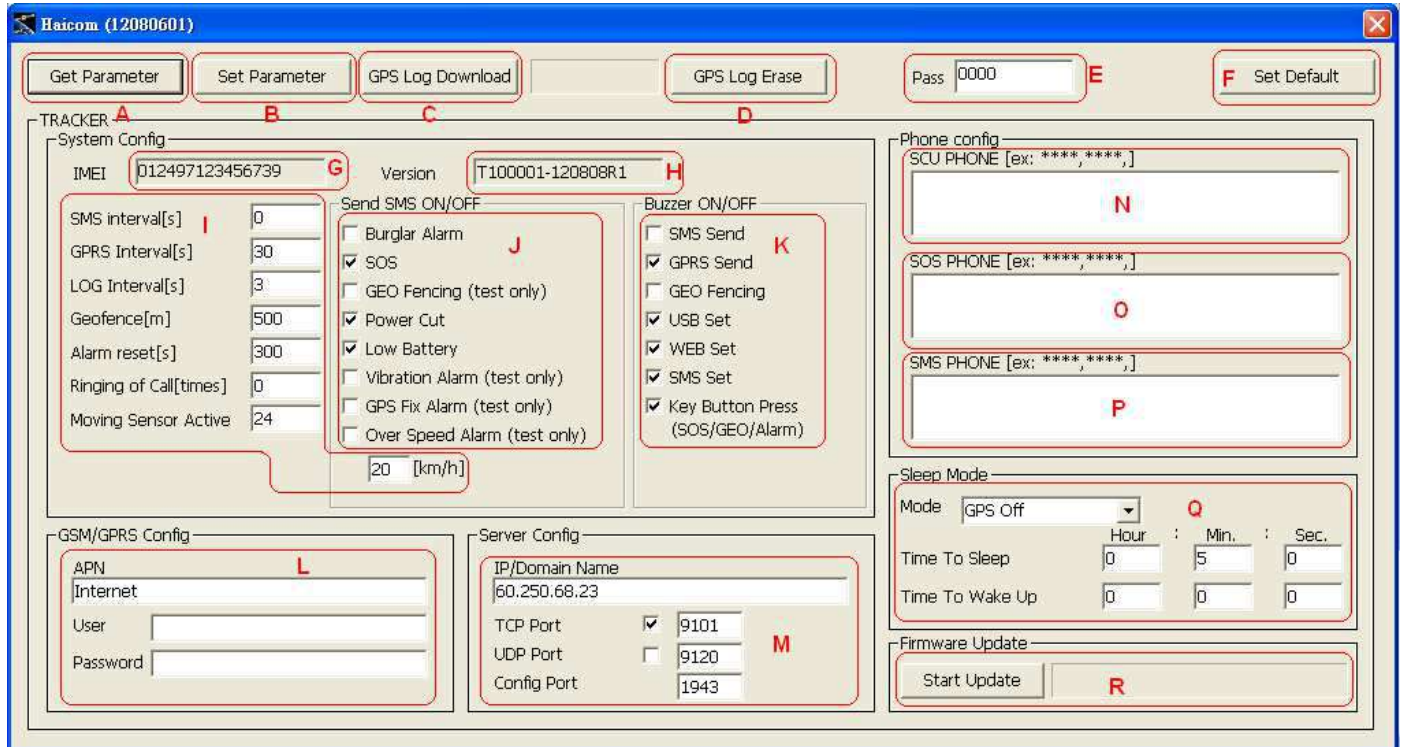 Haicom (12080601)
Get Parameter Set Parameter GPS Log Download GPS Log Erase Pass 0000 E F Set Default
A B C D
TRACKER
System Config
IMEI 012497123456739 G Version T100001-120808R1 H
I
SMS interval[s] 0
GPRS Interval[s] 30
LOG Interval[s] 3
Geofence[m] 500
Alarm reset[s] 300
Ringing of Call[times] 0
Moving Sensor Active 24
Send SMS ON/OFF
J
Burglar Alarm
SOS
GEO Fencing (test only)
Power Cut
Low Battery
Vibration Alarm (test only)
GPS Fix Alarm (test only)
Over Speed Alarm (test only)
20 [km/h]
Buzzer ON/OFF
K
SMS Send
GPRS Send
GEO Fencing
USB Set
WEB Set
SMS Set
Key Button Press
(SOS/GEO/Alarm)
Phone config
SCU PHONE [ex: ****,****,]
N
SOS PHONE [ex: ****,****,]
O
SMS PHONE [ex: ****,****,]
P
GSM/GPRS Config
L
APN
Internet
User
Password
Server Config
IP/Domain Name
60.250.68.23
TCP Port 9101
UDP Port 9120
Config Port 1943
M
Sleep Mode
Mode GPS Off Q
Hour : Min. : Sec.
Time To Sleep 0 5 0
Time To Wake Up 0 0 0
Firmware Update
Start Update R